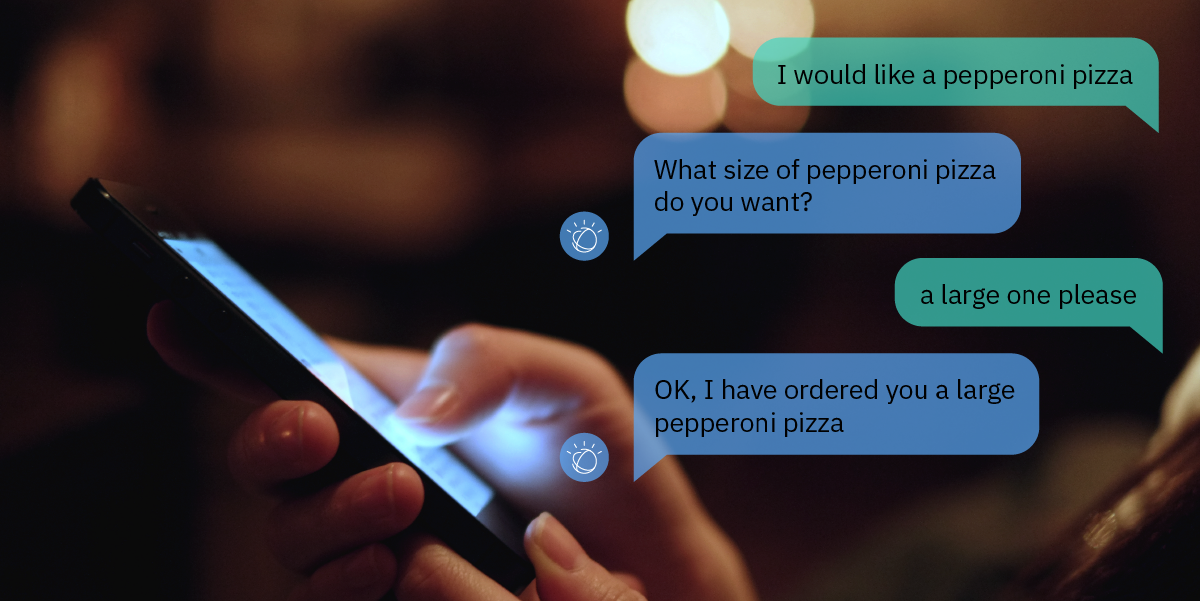 I would like a pepperoni pizza
What size of pepperoni pizza
do you want?
a large one please
OK, I have ordered you a large
pepperoni pizza